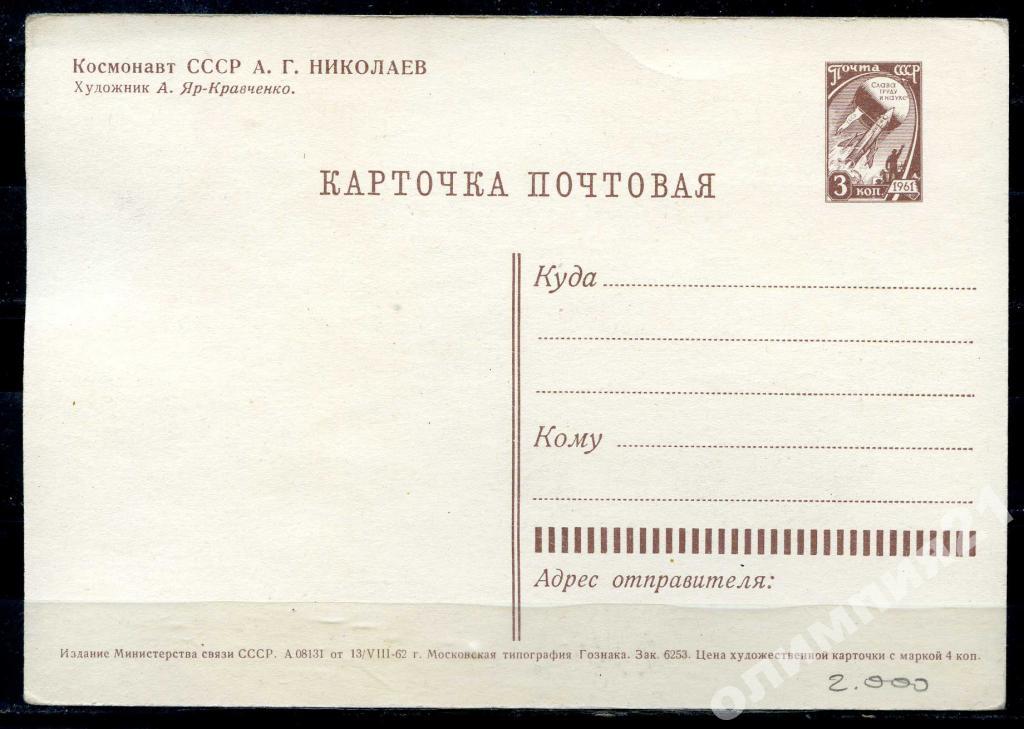 Космонавт СССР А. Г. НИКОЛАЕВ
Художник А. Яр-Кравченко.
Почта СССР
СЛАВА
ТРУДУ
И НАУКЕ
3 КОП. 1961
КАРТОЧКА ПОЧТОВАЯ
Куда
Кому
Адрес отправителя:
Издание Министерства связи СССР. А 08131 от 13/VIII-62 г. Московская типография Гознака. Зак. 6253. Цена художественной карточки с маркой 4 коп.
2.000
олимпия21